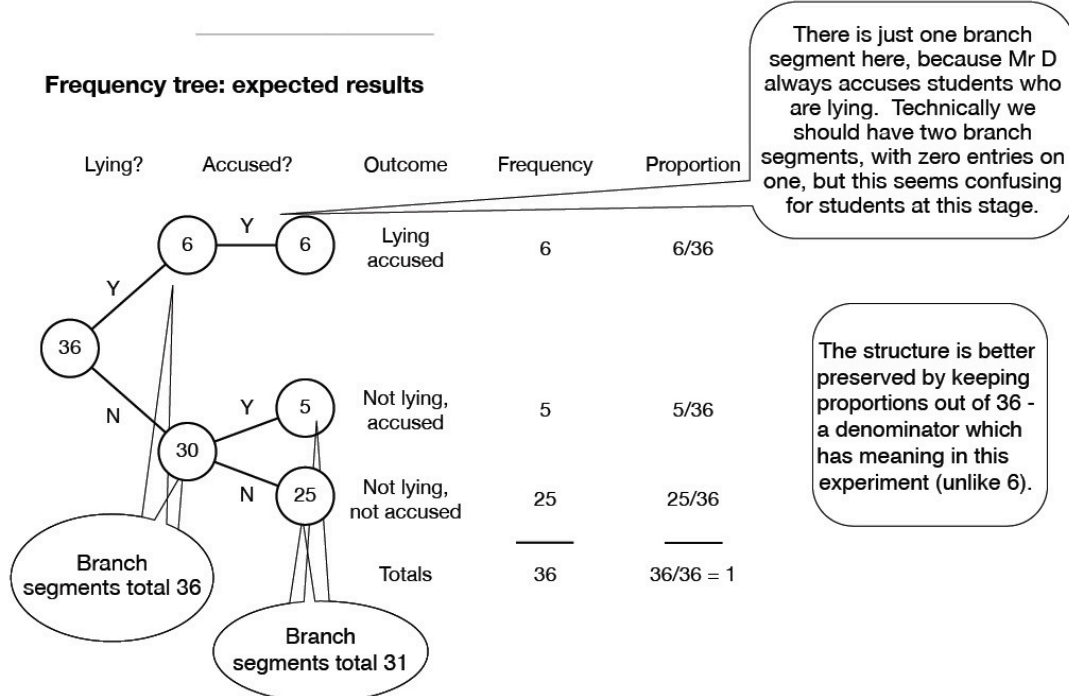 There is just one branch
segment here, because Mr D
always accuses students who
are lying. Technically we
should have two branch
segments, with zero entries on
one, but this seems confusing
for students at this stage.
Frequency tree: expected results
Lying? Accused? Outcome Frequency Proportion
6 Y 6 Lying
accused 6 6/36
Y
36
N
The structure is better
preserved by keeping
proportions out of 36 -
a denominator which
has meaning in this
experiment (unlike 6).
30 Y 5 Not lying,
accused 5 5/36
N 25 Not lying,
not accused 25 25/36
Totals 36 36/36 = 1
Branch
segments total 36
Branch
segments total 31